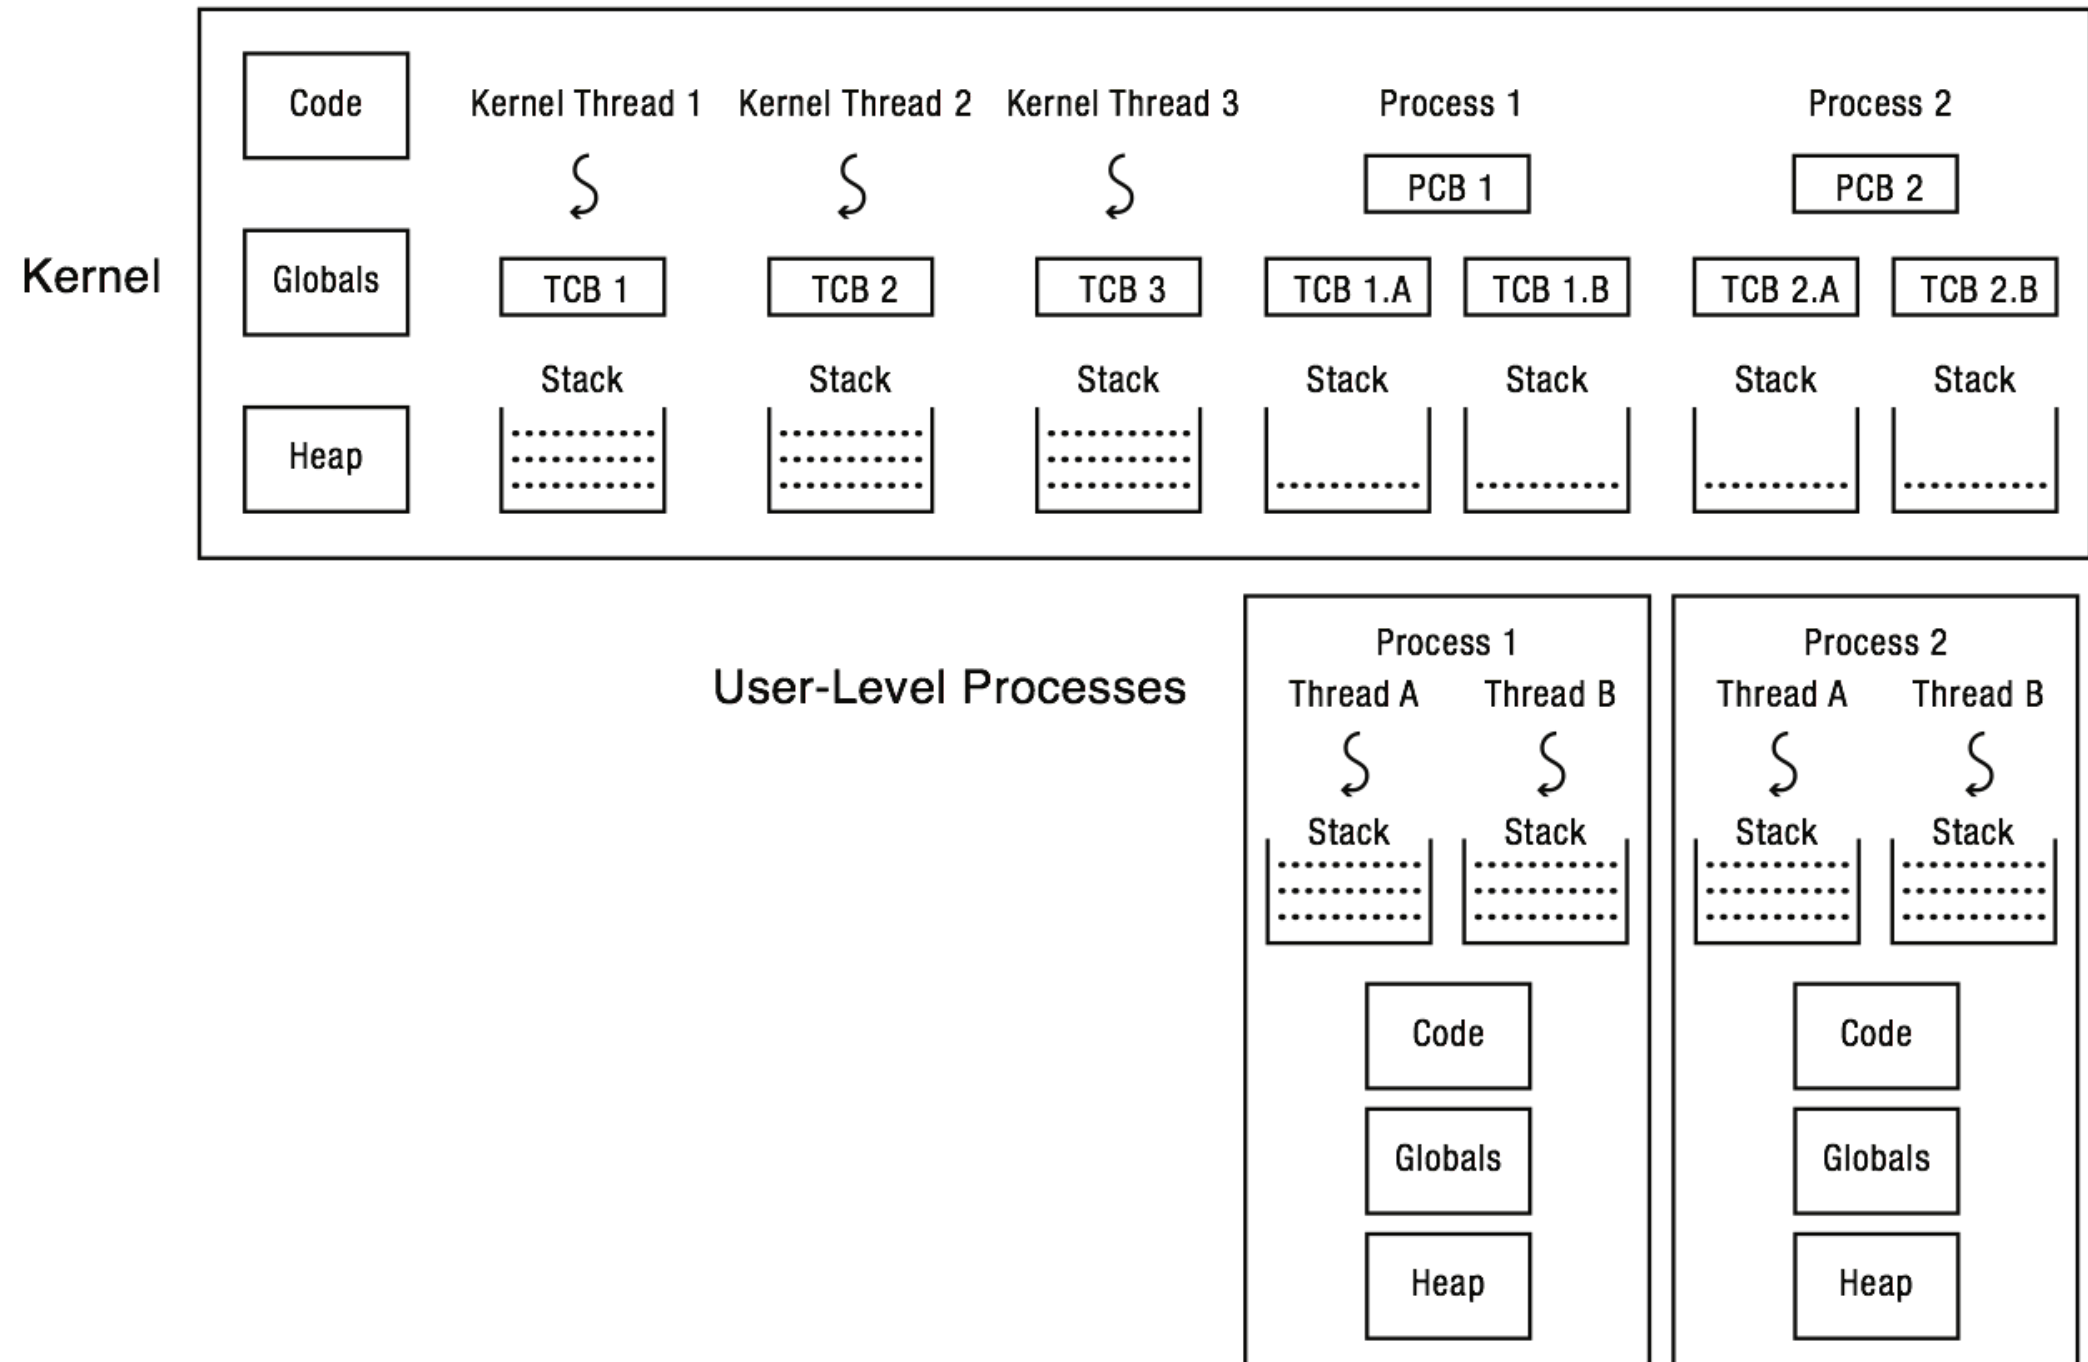 Kernel
Code
Kernel Thread 1
Kernel Thread 2
Kernel Thread 3
Process 1
Process 2
PCB 1
PCB 2
Globals
TCB 1
TCB 2
TCB 3
TCB 1.A
TCB 1.B
TCB 2.A
TCB 2.B
Stack
Stack
Stack
Stack
Stack
Stack
Stack
Heap
User-Level Processes
Process 1
Thread A
Thread B
Stack
Stack
Code
Globals
Heap
Process 2
Thread A
Thread B
Stack
Stack
Code
Globals
Heap